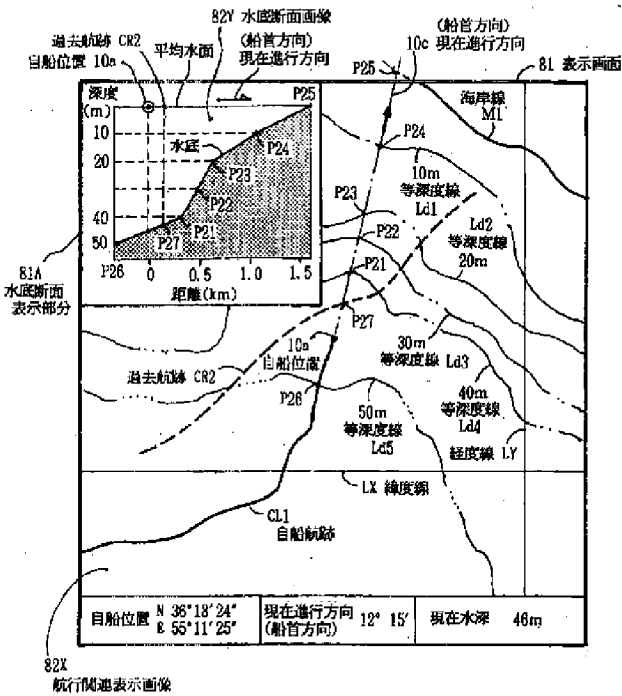 82Y 水底断面画像
過去航跡 CR2
自船位置 10a
平均水面
(船首方向)
現在進行方向
(船首方向)
現在進行方向
10c
81 表示画面
深度
(m)
P25
P25
海岸線
M1
10
20
40
50
水底
P24
P23
P22
P21
P27
P26
0
0.5
1.0
1.5
距離(km)
81A
水底断面
表示部分
P24
10m
等深度線
Ld1
P23
P22
Ld2
等深度線
20m
P21
P27
10a
自船位置
30m
等深度線 Ld3
過去航跡 CR2
P26
40m
等深度線
Ld4
50m
等深度線
Ld5
経度線 LY
LX 緯度線
CL1
自船航跡
自船位置 N 36°18′24″
E 55°11′25″
現在進行方向
(船首方向) 12° 15′
現在水深 46m
82X
航行関連表示画像